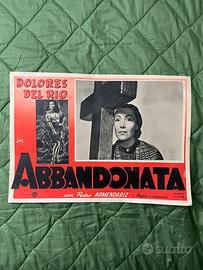 DOLORES
DEL RIO
in
ABBANDONATA
con Pedro ARMENDARIZ
subito